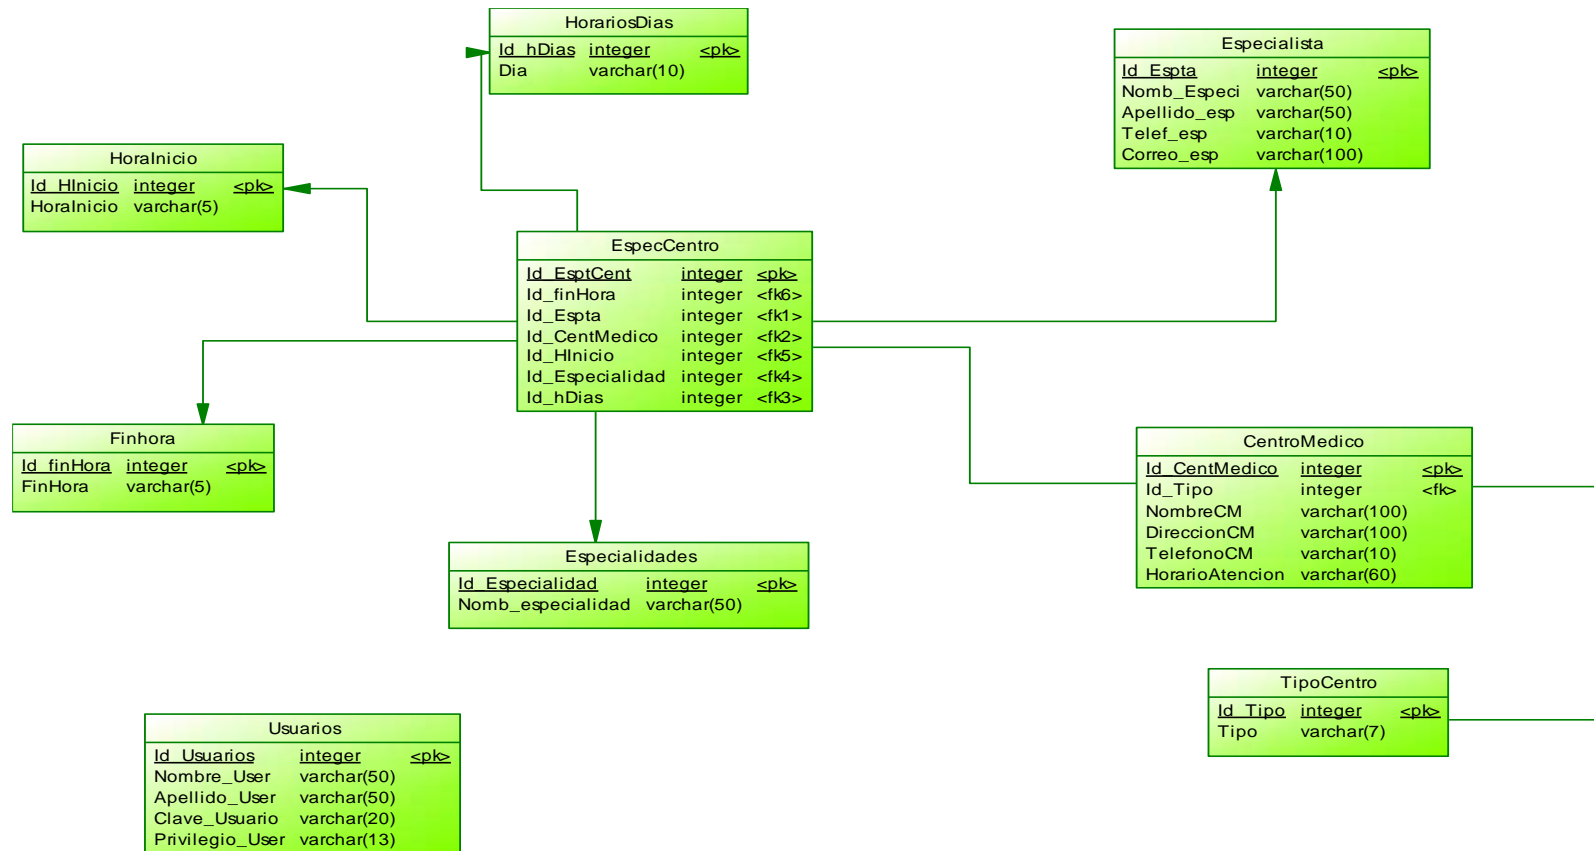 HorariosDias
Id_hDias integer <pk>
Dia varchar(10)
Especialista
Id_Espta integer <pk>
Nomb_Especi varchar(50)
Apellido_esp varchar(50)
Telef_esp varchar(10)
Correo_esp varchar(100)
HoraInicio
Id_HInicio integer <pk>
HoraInicio varchar(5)
EspecCentro
Id_EsptCent integer <pk>
Id_finHora integer <fk6>
Id_Espta integer <fk1>
Id_CentMedico integer <fk2>
Id_HInicio integer <fk5>
Id_Especialidad integer <fk4>
Id_hDias integer <fk3>
Finhora
Id_finHora integer <pk>
FinHora varchar(5)
CentroMedico
Id_CentMedico integer <pk>
Id_Tipo integer <fk>
NombreCM varchar(100)
DireccionCM varchar(100)
TelefonoCM varchar(10)
HorarioAtencion varchar(60)
Especialidades
Id_Especialidad integer <pk>
Nomb_especialidad varchar(50)
TipoCentro
Id_Tipo integer <pk>
Tipo varchar(7)
Usuarios
Id_Usuarios integer <pk>
Nombre_User varchar(50)
Apellido_User varchar(50)
Clave_Usuario varchar(20)
Privilegio_User varchar(13)